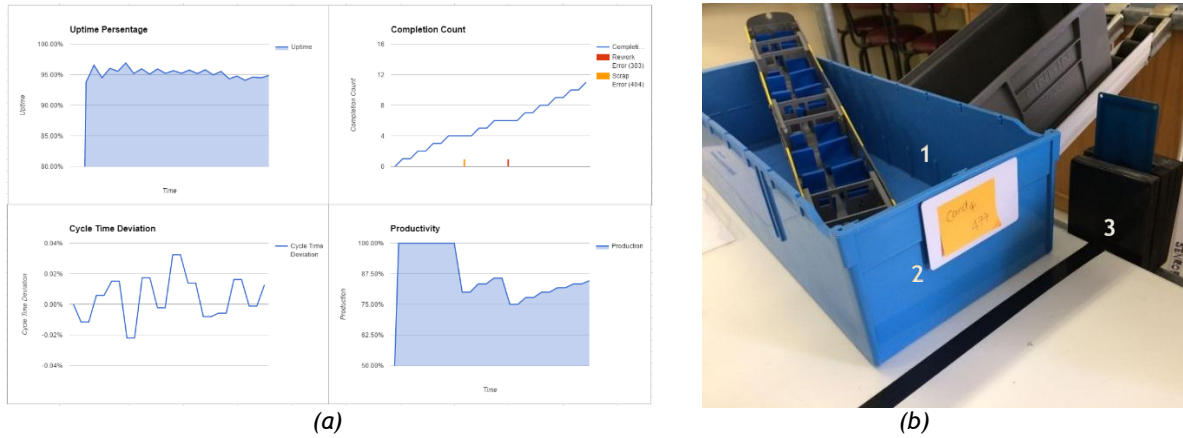 Uptime Persentage
100.00%
95.00%
90.00%
85.00%
80.00%
Uptime
Time
Uptime
Completion Count
16
12
8
4
0
Completion Count
Completi...
Rework
Error (303)
Scrap
Error (404)
Cycle Time Deviation
0.04%
0.02%
0.00%
-0.02%
-0.04%
Cycle Time Deviation
Cycle Time
Deviation
Productivity
100.00%
87.50%
75.00%
62.50%
50.00%
Production
Time
Production
(a)
1
2
3
Card4
477
(b)